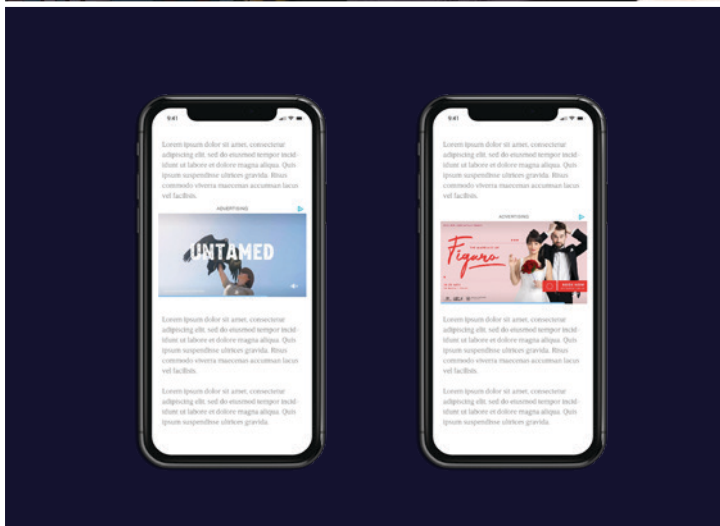 9:41
Lorem ipsum dolor sit amet, consectetur
adipiscing elit, sed do eiusmod tempor incid-
idunt ut labore et dolore magna aliqua. Quis
ipsum suspendisse ultrices gravida. Risus
commodo viverra maecenas accumsan lacus
vel facilisis.
ADVERTISING
UNTAMED
Lorem ipsum dolor sit amet, consectetur
adipiscing elit, sed do eiusmod tempor incid-
idunt ut labore et dolore magna aliqua. Quis
ipsum suspendisse ultrices gravida. Risus
commodo viverra maecenas accumsan lacus
vel facilisis.
Lorem ipsum dolor sit amet, consectetur
adipiscing elit, sed do eiusmod tempor incid-
idunt ut labore et dolore magna aliqua. Quis
ipsum suspendisse ultrices gravida.
9:41
Lorem ipsum dolor sit amet, consectetur
adipiscing elit, sed do eiusmod tempor incid-
idunt ut labore et dolore magna aliqua. Quis
ipsum suspendisse ultrices gravida. Risus
commodo viverra maecenas accumsan lacus
vel facilisis.
ADVERTISING
THE MARRIAGE OF
Figaro
BOOK NOW
Lorem ipsum dolor sit amet, consectetur
adipiscing elit, sed do eiusmod tempor incid-
idunt ut labore et dolore magna aliqua. Quis
ipsum suspendisse ultrices gravida. Risus
commodo viverra maecenas accumsan lacus
vel facilisis.
Lorem ipsum dolor sit amet, consectetur
adipiscing elit, sed do eiusmod tempor incid-
idunt ut labore et dolore magna aliqua. Quis
ipsum suspendisse ultrices gravida.